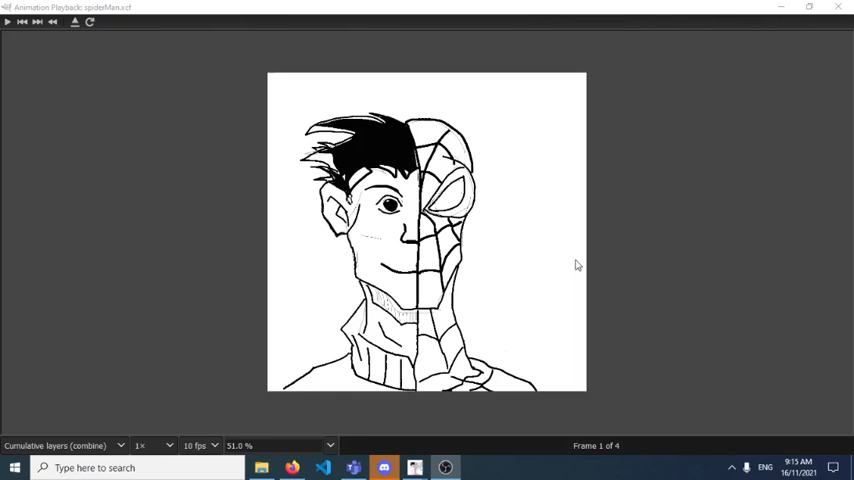 Animation Playback: spiderMan.xcf
Cumulative layers (combine) 1× 10 fps 51.0 % Frame 1 of 4
Type here to search ENG 9:15 AM
16/11/2021